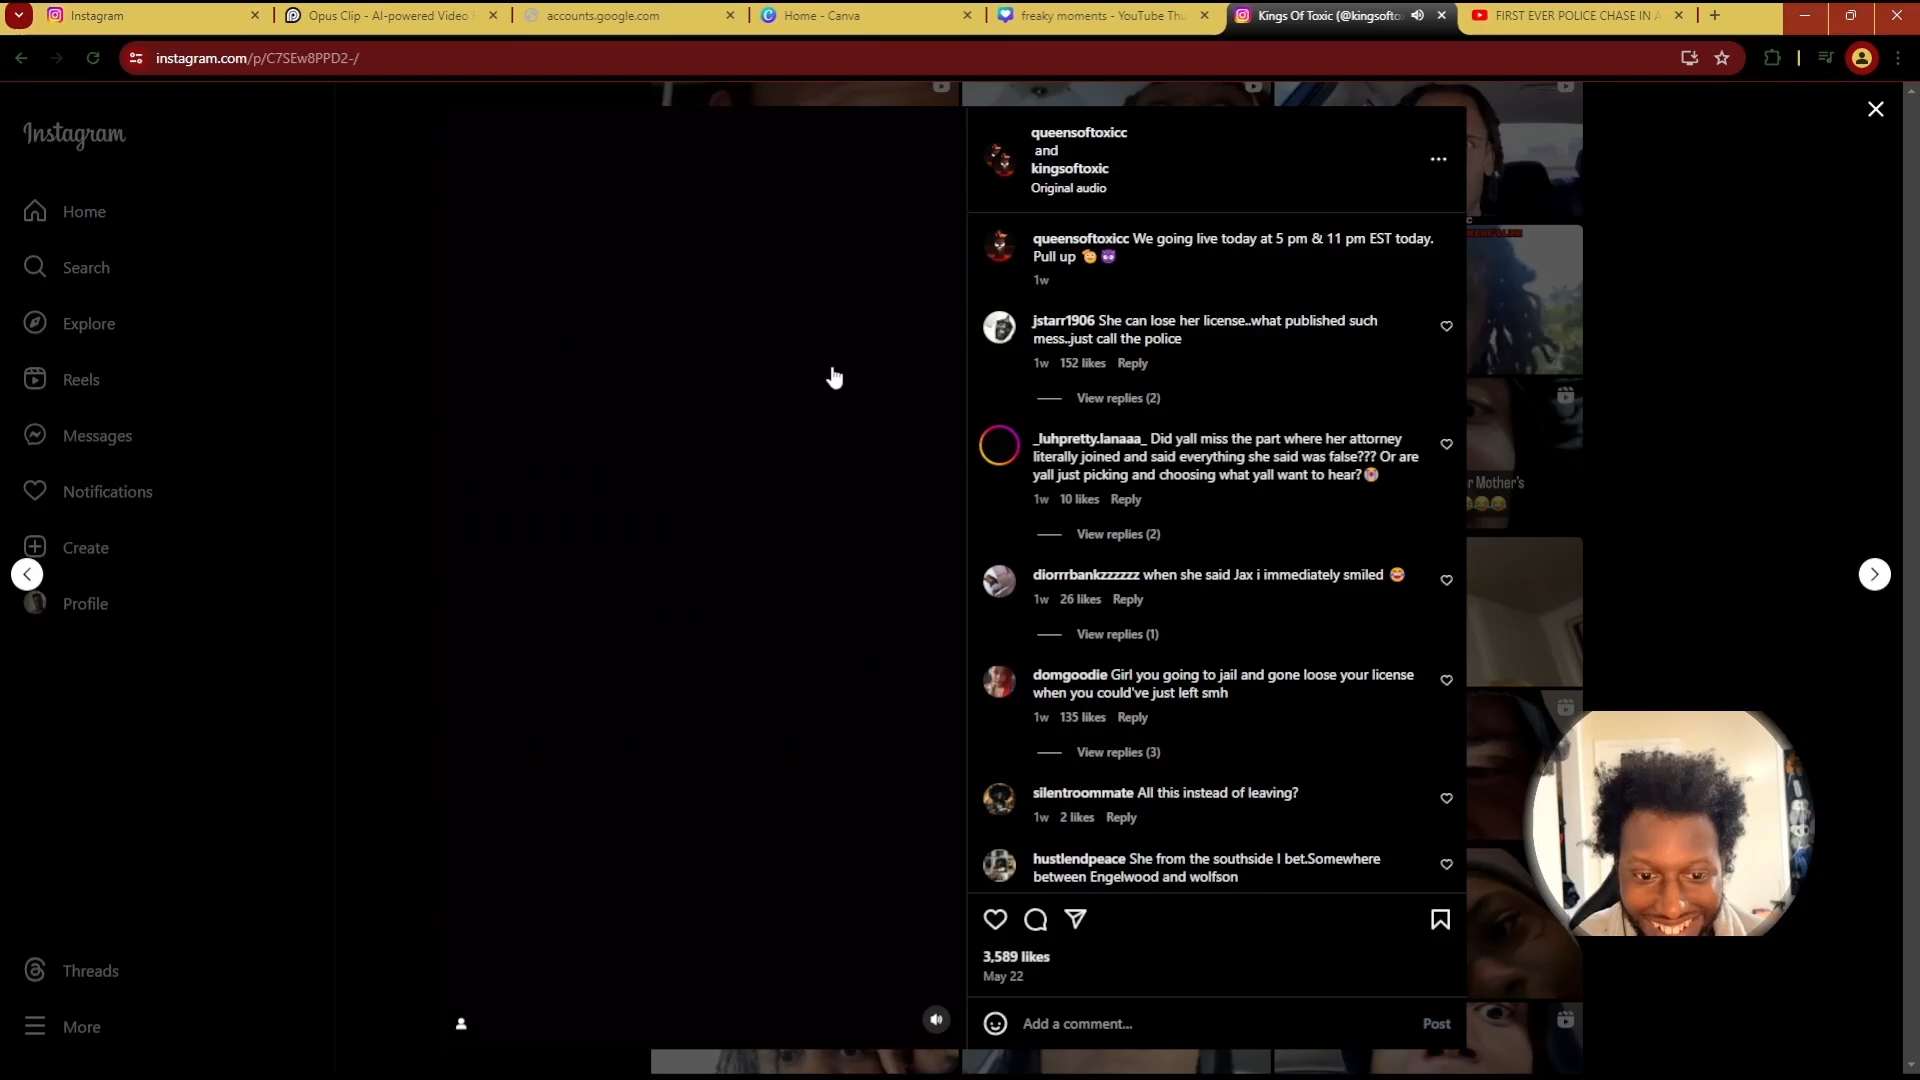 Instagram
Opus Clip - AI-powered Video
accounts.google.com
Home - Canva
freaky moments - YouTube Thu
Kings Of Toxic (@kingsofto
FIRST EVER POLICE CHASE IN
instagram.com/p/C7SEw8PPD2-/
Instagram
Home
Search
Explore
Reels
Messages
Notifications
Create
Profile
Threads
More
queensoftoxicc
and
kingsoftoxic
Original audio
queensoftoxicc We going live today at 5 pm & 11 pm EST today.
Pull up 🫡😈
1w
jstarr1906 She can lose her license..what published such
mess..just call the police
1w 152 likes Reply
View replies (2)
_luhpretty.lanaaa_ Did yall miss the part where her attorney
literally joined and said everything she said was false??? Or are
yall just picking and choosing what yall want to hear?😭
1w 10 likes Reply
View replies (2)
diorrrbankzzzzzz when she said Jax i immediately smiled 😂
1w 26 likes Reply
View replies (1)
domgoodie Girl you going to jail and gone loose your license
when you could've just left smh
1w 135 likes Reply
View replies (3)
silentroommate All this instead of leaving?
1w 2 likes Reply
hustlendpeace She from the southside I bet.Somewhere
between Engelwood and wolfson
3,589 likes
May 22
Add a comment...
Post
r Mother's
😂😂😂